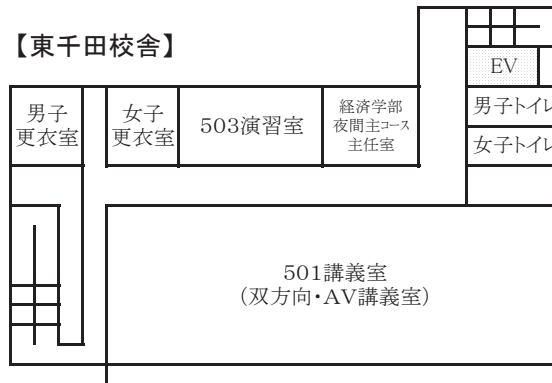 【東千田校舎】
EV
男子
更衣室
女子
更衣室
503演習室
経済学部
夜間主コース
主任室
男子トイレ
女子トイレ
501講義室
(双方向・AV講義室)